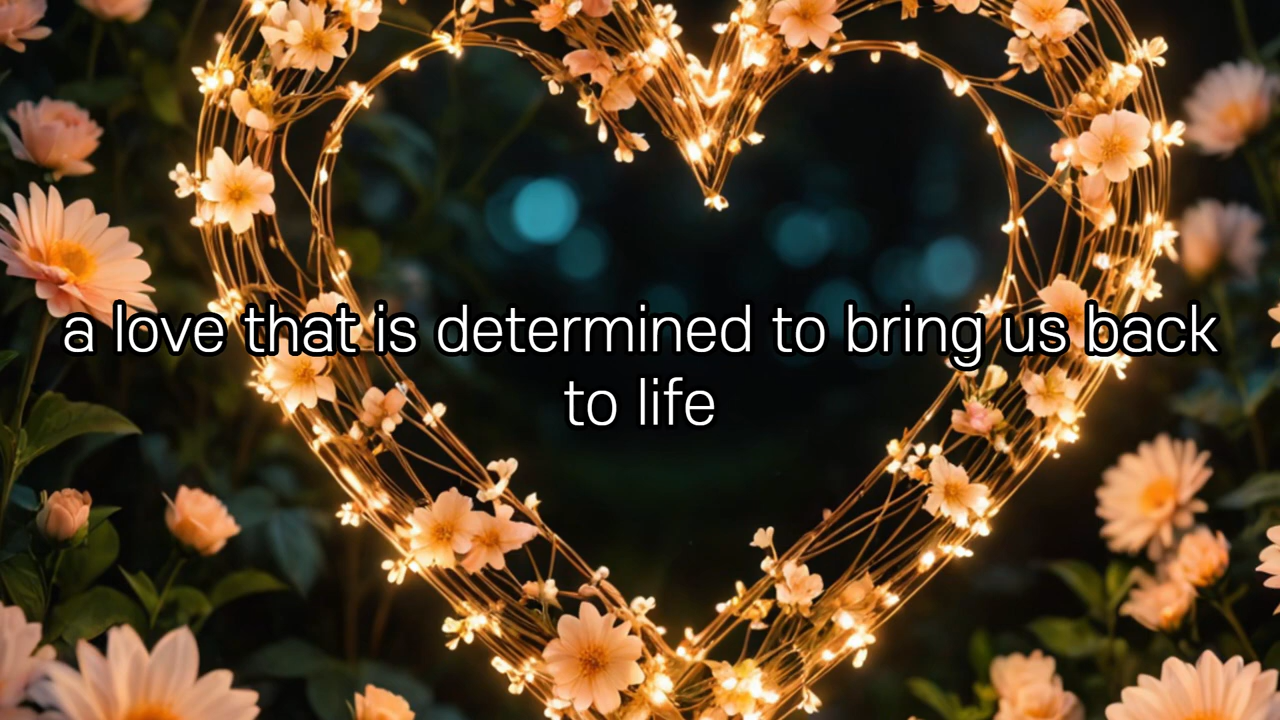 a love that is determined to bring us back
to life